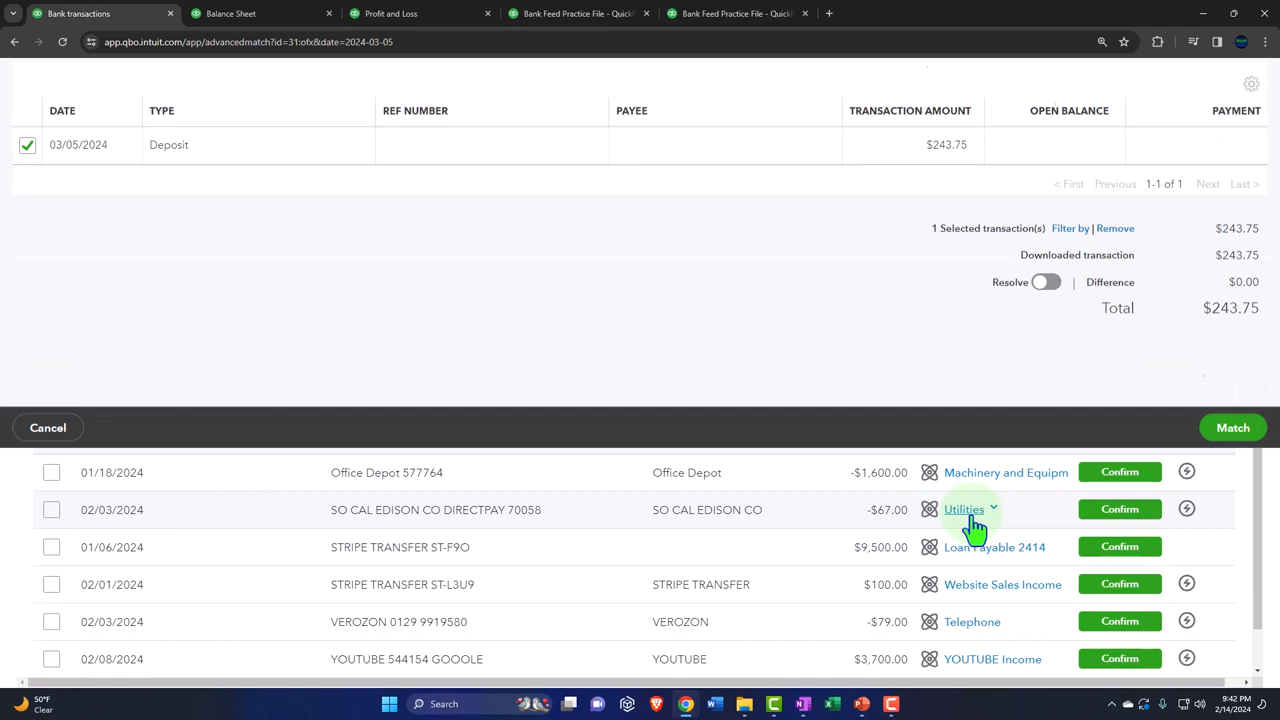 Bank transactions
Balance Sheet
Profit and Loss
Bank Feed Practice File - Quick
Bank Feed Practice File - Quick
app.qbo.intuit.com/app/advancedmatch?id=31:ofx&date=2024-03-05
DATE TYPE REF NUMBER PAYEE TRANSACTION AMOUNT OPEN BALANCE PAYMENT
03/05/2024 Deposit $243.75
< First Previous 1-1 of 1 Next Last >
1 Selected transaction(s) Filter by | Remove $243.75
Downloaded transaction $243.75
Resolve | Difference $0.00
Total $243.75
Cancel Match
01/18/2024 Office Depot 577764 Office Depot -$1,600.00 Machinery and Equipm Confirm
02/03/2024 SO CAL EDISON CO DIRECTPAY 70058 SO CAL EDISON CO -$67.00 Utilities Confirm
01/06/2024 STRIPE TRANSFER ST-F9O $9,500.00 Loan Payable 2414 Confirm
02/01/2024 STRIPE TRANSFER ST-L3U9 STRIPE TRANSFER $100.00 Website Sales Income Confirm
02/03/2024 VEROZON 0129 9919580 VEROZON -$79.00 Telephone Confirm
02/08/2024 YOUTUBE 544154 GOOOLE YOUTUBE $3,700.00 YOUTUBE Income Confirm
50°F
Clear
Search
9:42 PM
2/14/2024